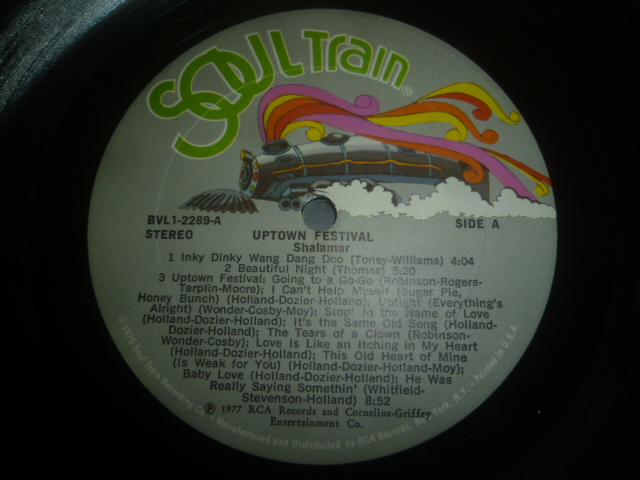 SOUL Train®
BVL1-2289-A
STEREO
UPTOWN FESTIVAL
Shalamar
SIDE A
1 Inky Dinky Wang Dang Doo (Toney-Williams) 4:04
2 Beautiful Night (Thomas) 5:20
3 Uptown Festival: Going to a Go-Go (Robinson-Rogers-
Tarplin-Moore); I Can't Help Myself (Sugar Pie,
Honey Bunch) (Holland-Dozier-Holland); Uptight (Everything's
Alright) (Wonder-Cosby-Moy); Stop! In the Name of Love
(Holland-Dozier-Holland); It's the Same Old Song (Holland-
Dozier-Holland); The Tears of a Clown (Robinson-
Wonder-Cosby); Love Is Like an Itching in My Heart
(Holland-Dozier-Holland); This Old Heart of Mine
(Is Weak for You) (Holland-Dozier-Holland-Moy);
Baby Love (Holland-Dozier-Holland); He Was
Really Saying Somethin' (Whitfield-
Stevenson-Holland) 8:52
℗ 1977 RCA Records and Cornelius-Griffey
Entertainment Co.
© 1975 Soul Train Recording Co. • Manufactured and Distributed by RCA Records, New York, N.Y. • Printed in U.S.A.